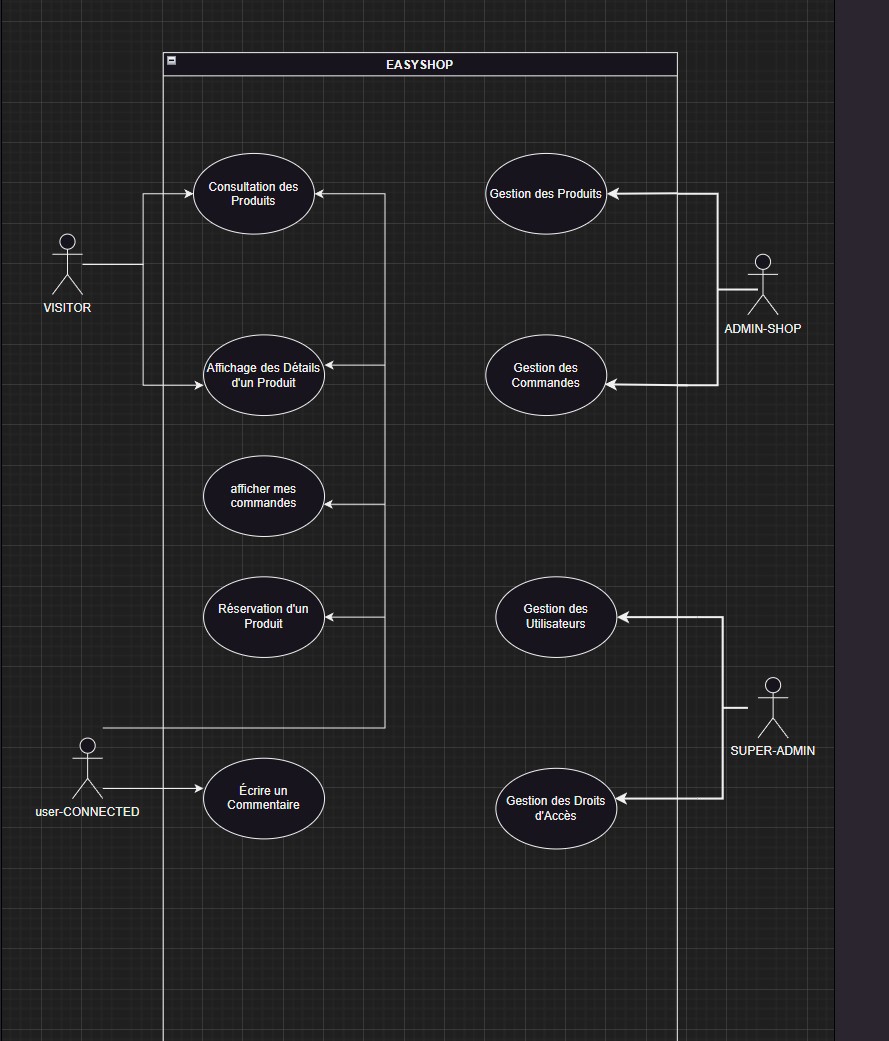 EASYSHOP
Consultation des
Produits
Gestion des Produits
VISITOR
ADMIN-SHOP
Affichage des Détails
d'un Produit
Gestion des
Commandes
afficher mes
commandes
Réservation d'un
Produit
Gestion des
Utilisateurs
SUPER-ADMIN
user-CONNECTED
Écrire un
Commentaire
Gestion des Droits
d'Accès